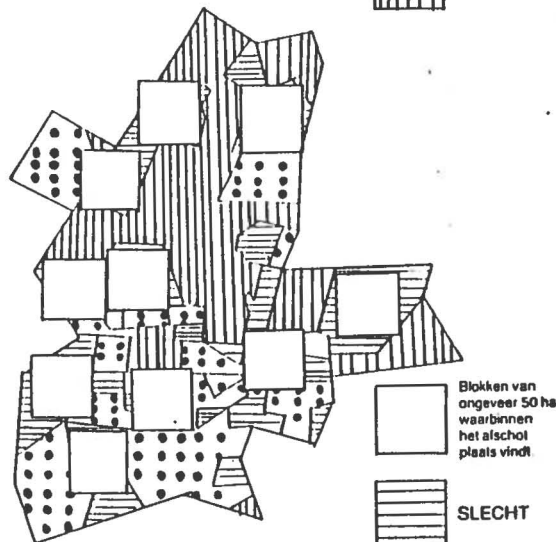 Blokken van
ongeveer 50 ha
waarbinnen
het afschot
plaats vindt
SLECHT